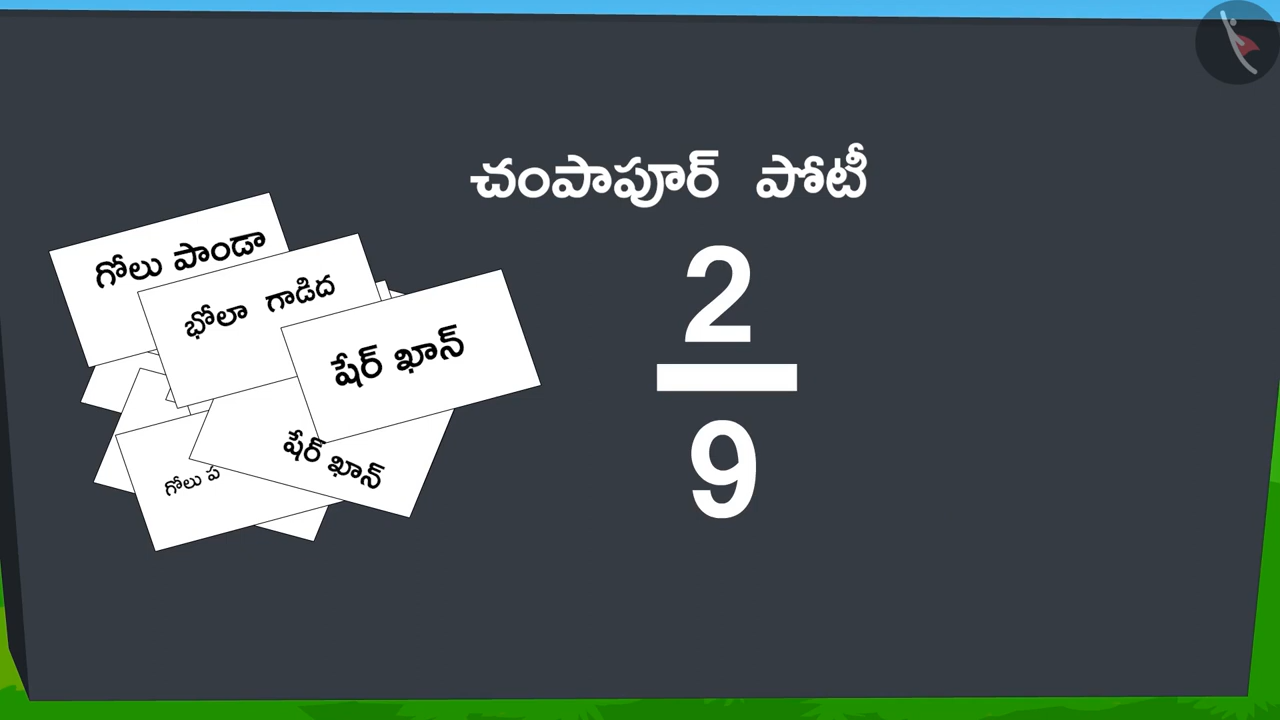 చంపాపూర్ పోటీ
గోలు పాండా
భోలా గాడిద
షేర్ ఖాన్
షేర్ ఖాన్
గోలు ప
2
9